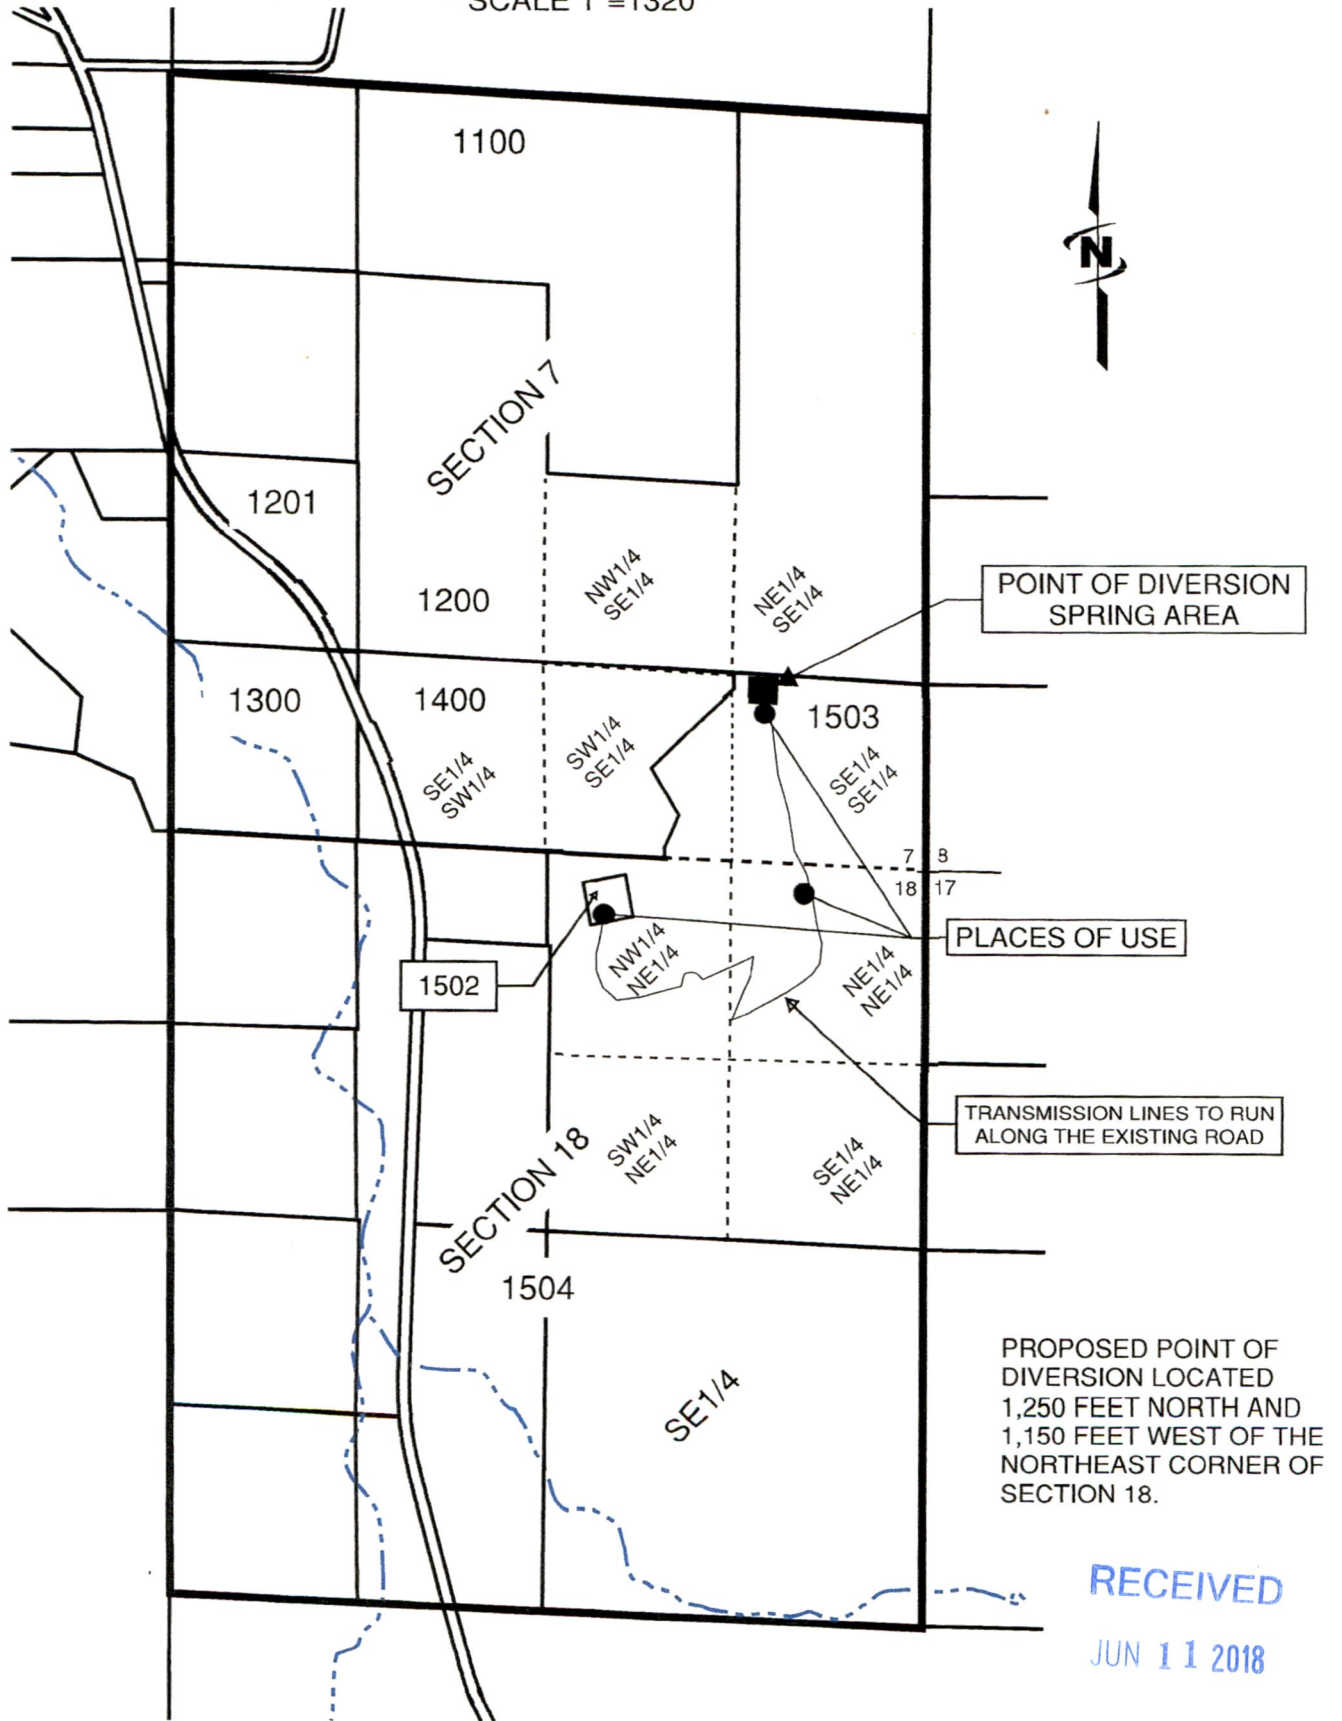 SCALE 1"=1320'
1100
N
SECTION 7
1201
1200
NW1/4
SE1/4
NE1/4
SE1/4
POINT OF DIVERSION
SPRING AREA
1300
1400
1503
SE1/4
SW1/4
SW1/4
SE1/4
SE1/4
SE1/4
7
8
18
17
PLACES OF USE
1502
NW1/4
NE1/4
NE1/4
NE1/4
TRANSMISSION LINES TO RUN
ALONG THE EXISTING ROAD
SW1/4
NE1/4
SE1/4
NE1/4
SECTION 18
1504
SE1/4
PROPOSED POINT OF
DIVERSION LOCATED
1,250 FEET NORTH AND
1,150 FEET WEST OF THE
NORTHEAST CORNER OF
SECTION 18.
RECEIVED
JUN 11 2018